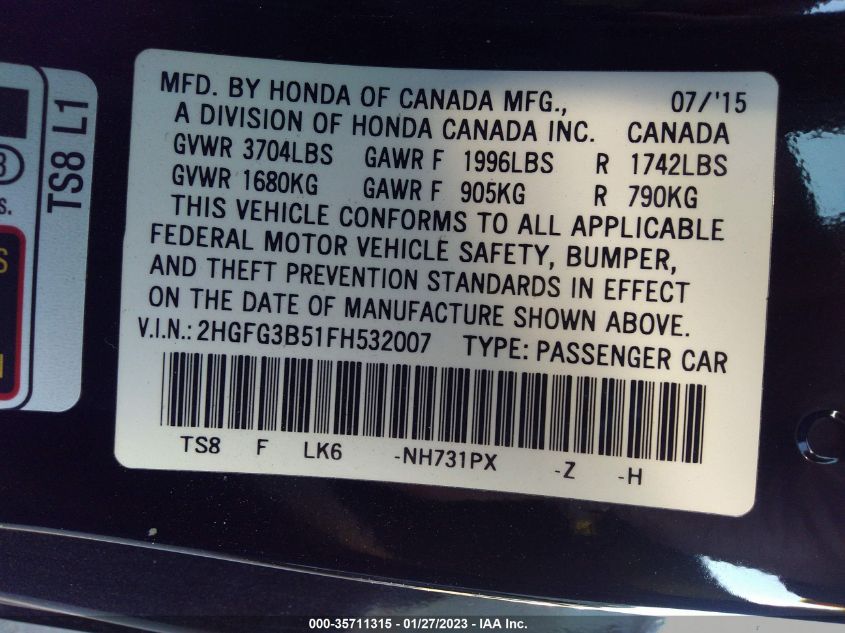 MFD. BY HONDA OF CANADA MFG., 07/'15
A DIVISION OF HONDA CANADA INC. CANADA
GVWR 3704LBS GAWR F 1996LBS R 1742LBS
GVWR 1680KG GAWR F 905KG R 790KG
THIS VEHICLE CONFORMS TO ALL APPLICABLE
FEDERAL MOTOR VEHICLE SAFETY, BUMPER,
AND THEFT PREVENTION STANDARDS IN EFFECT
ON THE DATE OF MANUFACTURE SHOWN ABOVE.
V.I.N.: 2HGFG3B51FH532007 TYPE: PASSENGER CAR
TS8 F LK6 -NH731PX -Z -H
TS8 L1
000-35711315 - 01/27/2023 - IAA Inc.